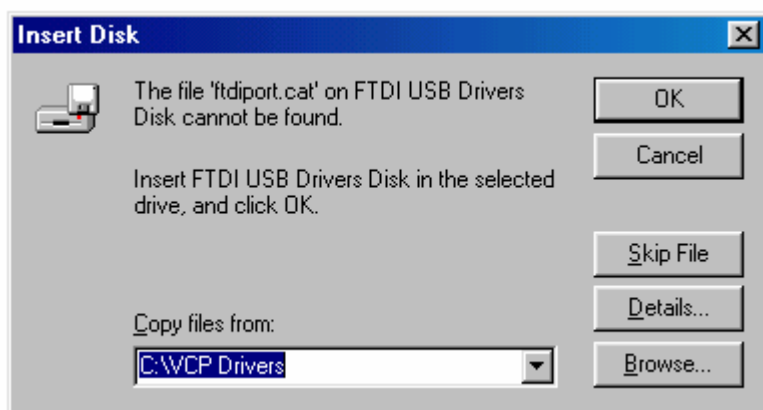 Insert Disk
The file 'ftdiport.cat' on FTDI USB Drivers
Disk cannot be found.
Insert FTDI USB Drivers Disk in the selected
drive, and click OK.
Copy files from:
C:\VCP Drivers
OK
Cancel
Skip File
Details...
Browse...